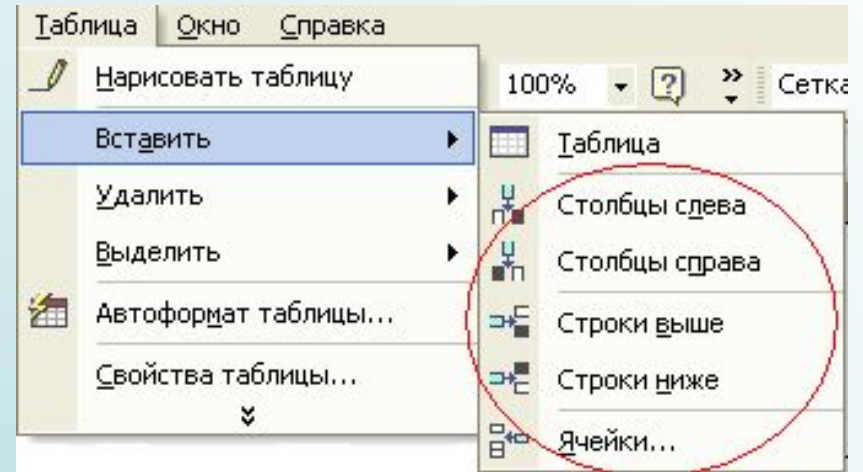 Таблица Окно Справка
Нарисовать таблицу
Вставить
Удалить
Выделить
Автоформат таблицы...
Свойства таблицы...
100% Сетка
Таблица
Столбцы слева
Столбцы справа
Строки выше
Строки ниже
Ячейки...